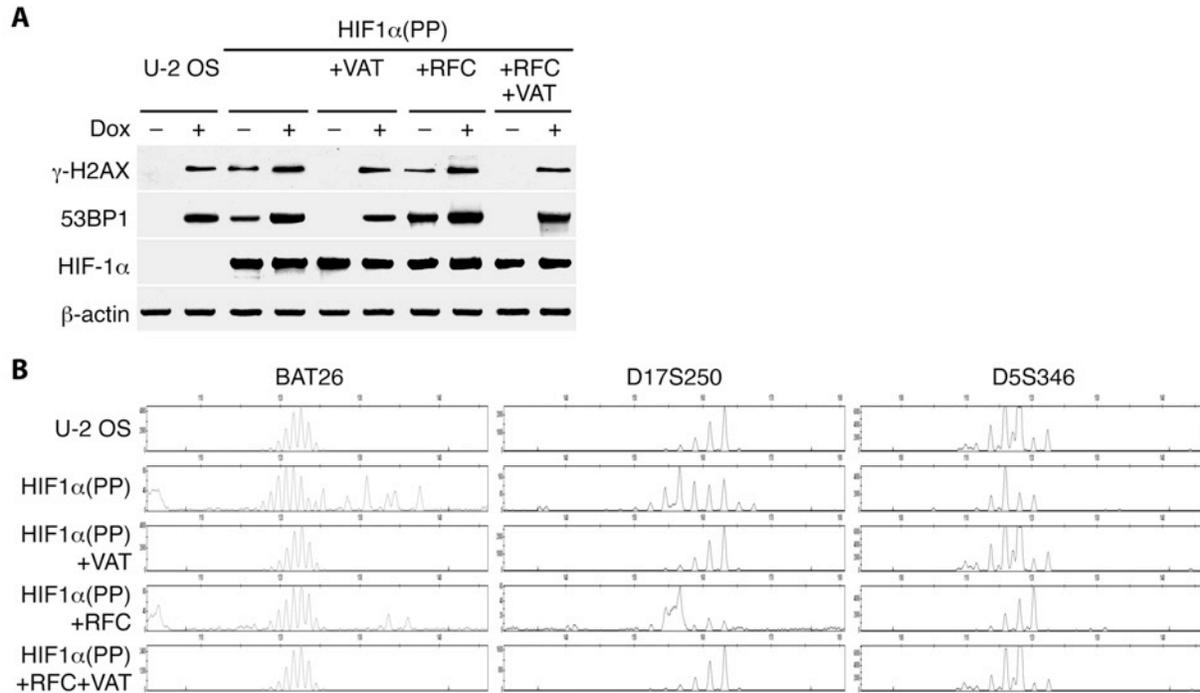 A
HIF1α(PP)
U-2 OS +VAT +RFC +RFC
+VAT
Dox − + − + − + − + − +
γ-H2AX
53BP1
HIF-1α
β-actin
B
BAT26 D17S250 D5S346
U-2 OS
HIF1α(PP)
HIF1α(PP)
+VAT
HIF1α(PP)
+RFC
HIF1α(PP)
+RFC+VAT